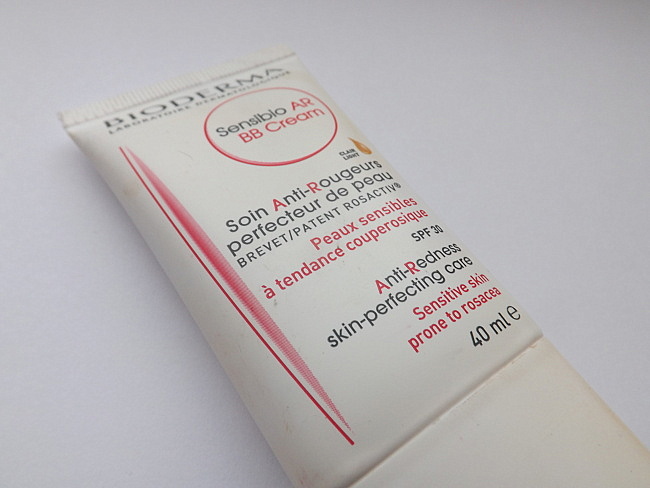 BIODERMA
LABORATOIRE DERMATOLOGIQUE
Sensibio AR
BB Cream
CLAIR
LIGHT
Soin Anti-Rougeurs
perfecteur de peau
BREVET/PATENT ROSACTIV®
Peaux sensibles
à tendance couperosique
SPF 30
Anti-Redness
skin-perfecting care
Sensitive skin
prone to rosacea
40 ml ℮